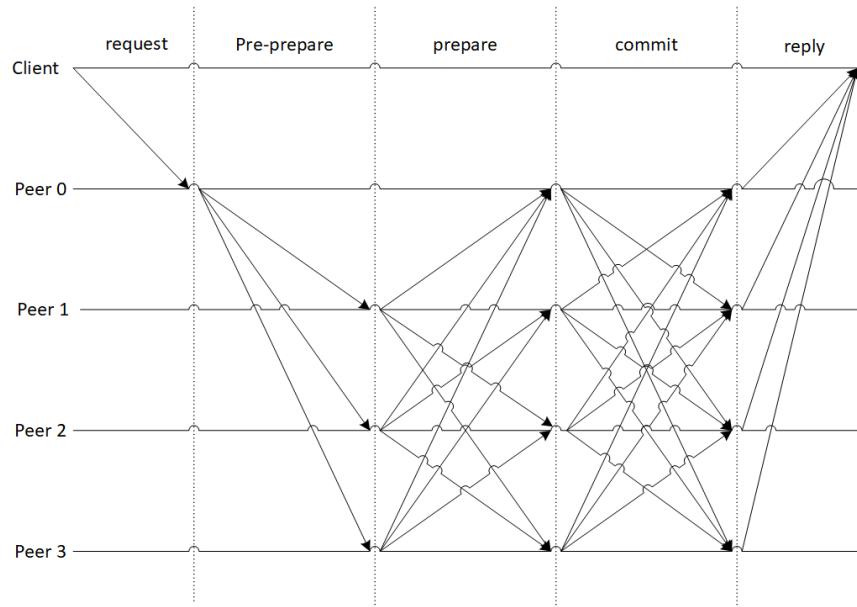 request Pre-prepare prepare commit reply
Client
Peer 0
Peer 1
Peer 2
Peer 3